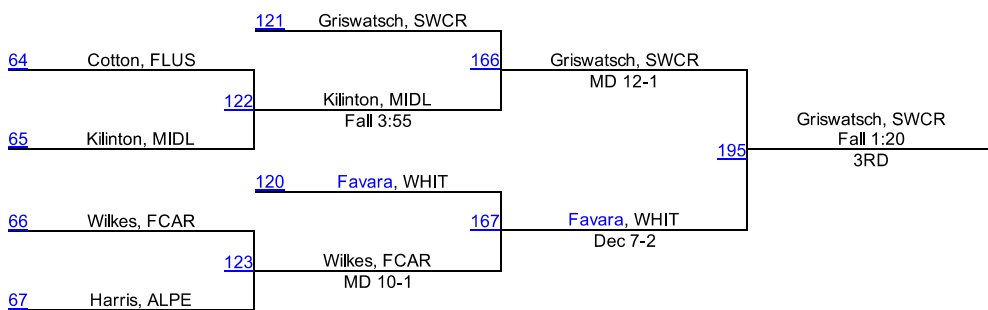 121 Griswatsch, SWCR
64 Cotton, FLUS
166 Griswatsch, SWCR
MD 12-1
122 Kilinton, MIDL
Fall 3:55
65 Kilinton, MIDL
Griswatsch, SWCR
Fall 1:20
195
3RD
120 Favara, WHIT
66 Wilkes, FCAR
167 Favara, WHIT
Dec 7-2
123 Wilkes, FCAR
MD 10-1
67 Harris, ALPE